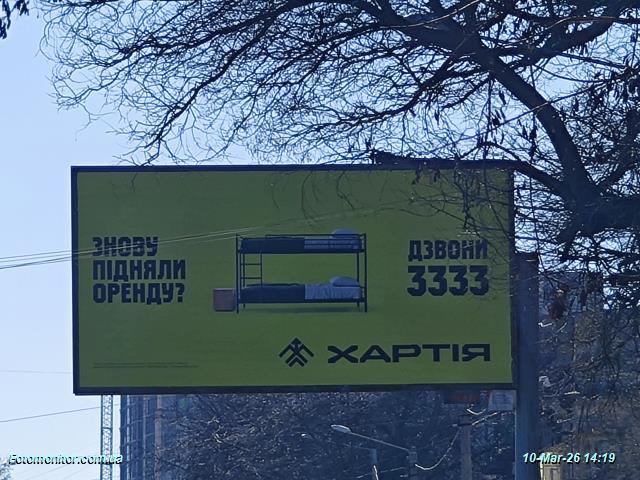 ЗНОВУ
ПІДНЯЛИ
ОРЕНДУ?
ДЗВОНИ
3333
ХАРТІЯ
Fotomonitor.com.ua
10-Mar-26 14:19